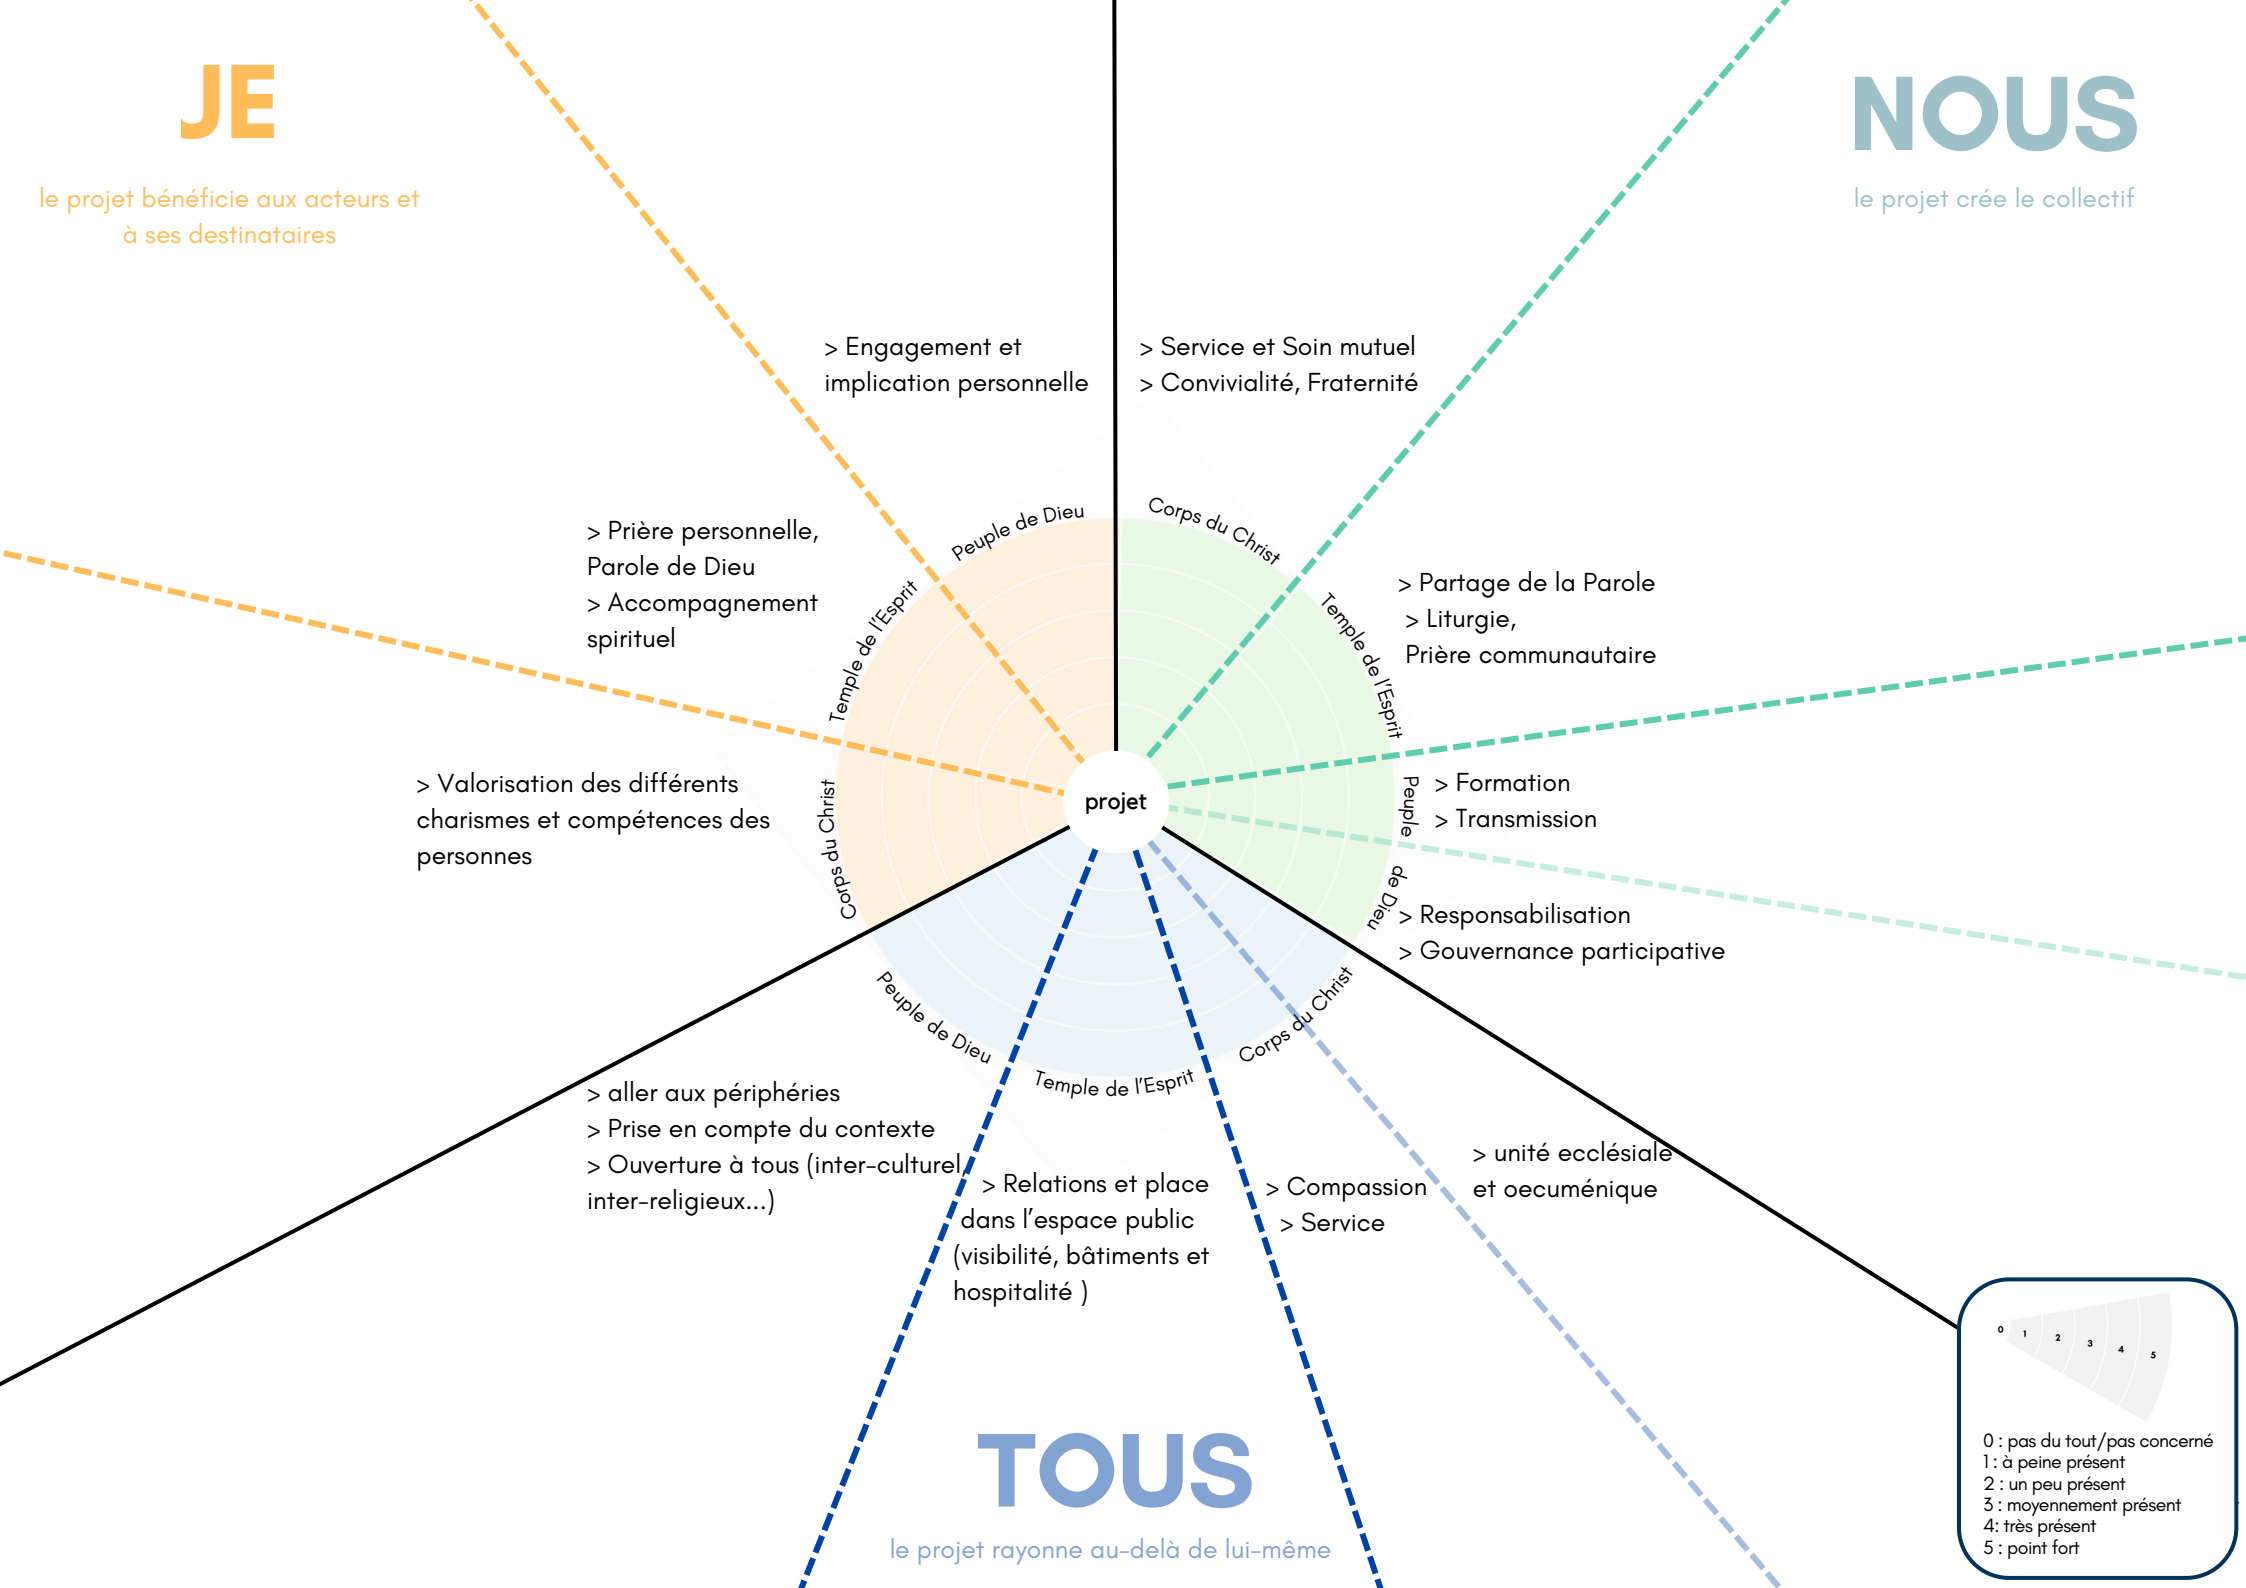 JE
le projet bénéficie aux acteurs et
à ses destinataires
NOUS
le projet crée le collectif
> Engagement et
implication personnelle
> Service et Soin mutuel
> Convivialité, Fraternité
> Prière personnelle,
Parole de Dieu
> Accompagnement
spirituel
Peuple de Dieu
Corps du Christ
Temple de l'Esprit
Temple de l'Esprit
> Partage de la Parole
> Liturgie,
Prière communautaire
> Valorisation des différents
charismes et compétences des
personnes
Corps du Christ
projet
Peuple de Dieu
> Formation
> Transmission
> Responsabilisation
> Gouvernance participative
Peuple de Dieu
Temple de l'Esprit
Corps du Christ
> aller aux périphéries
> Prise en compte du contexte
> Ouverture à tous (inter-culturel,
inter-religieux...)
> Relations et place
dans l'espace public
(visibilité, bâtiments et
hospitalité )
> Compassion
> Service
> unité ecclésiale
et oecuménique
TOUS
le projet rayonne au-delà de lui-même
0 1 2 3 4 5
0 : pas du tout/pas concerné
1 : à peine présent
2 : un peu présent
3 : moyennement présent
4: très présent
5 : point fort